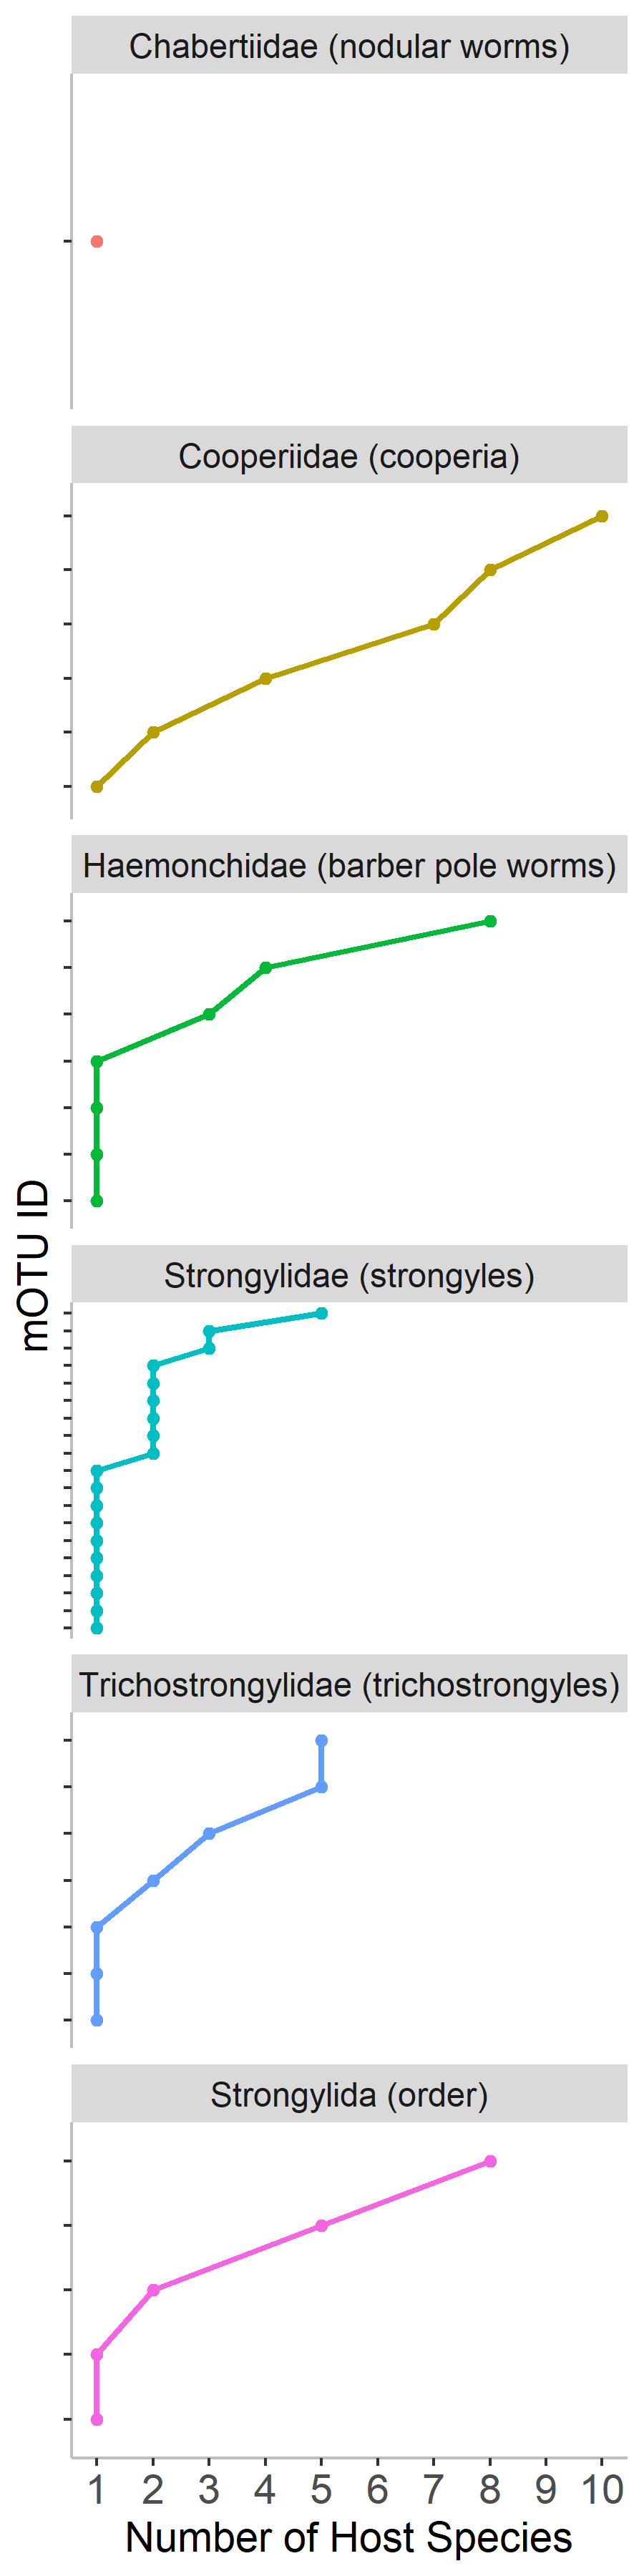 Chabertiidae (nodular worms)
Cooperiidae (cooperia)
Haemonchidae (barber pole worms)
mOTU ID
Strongylidae (strongyles)
Trichostrongylidae (trichostrongyles)
Strongylida (order)
1 2 3 4 5 6 7 8 9 10
Number of Host Species